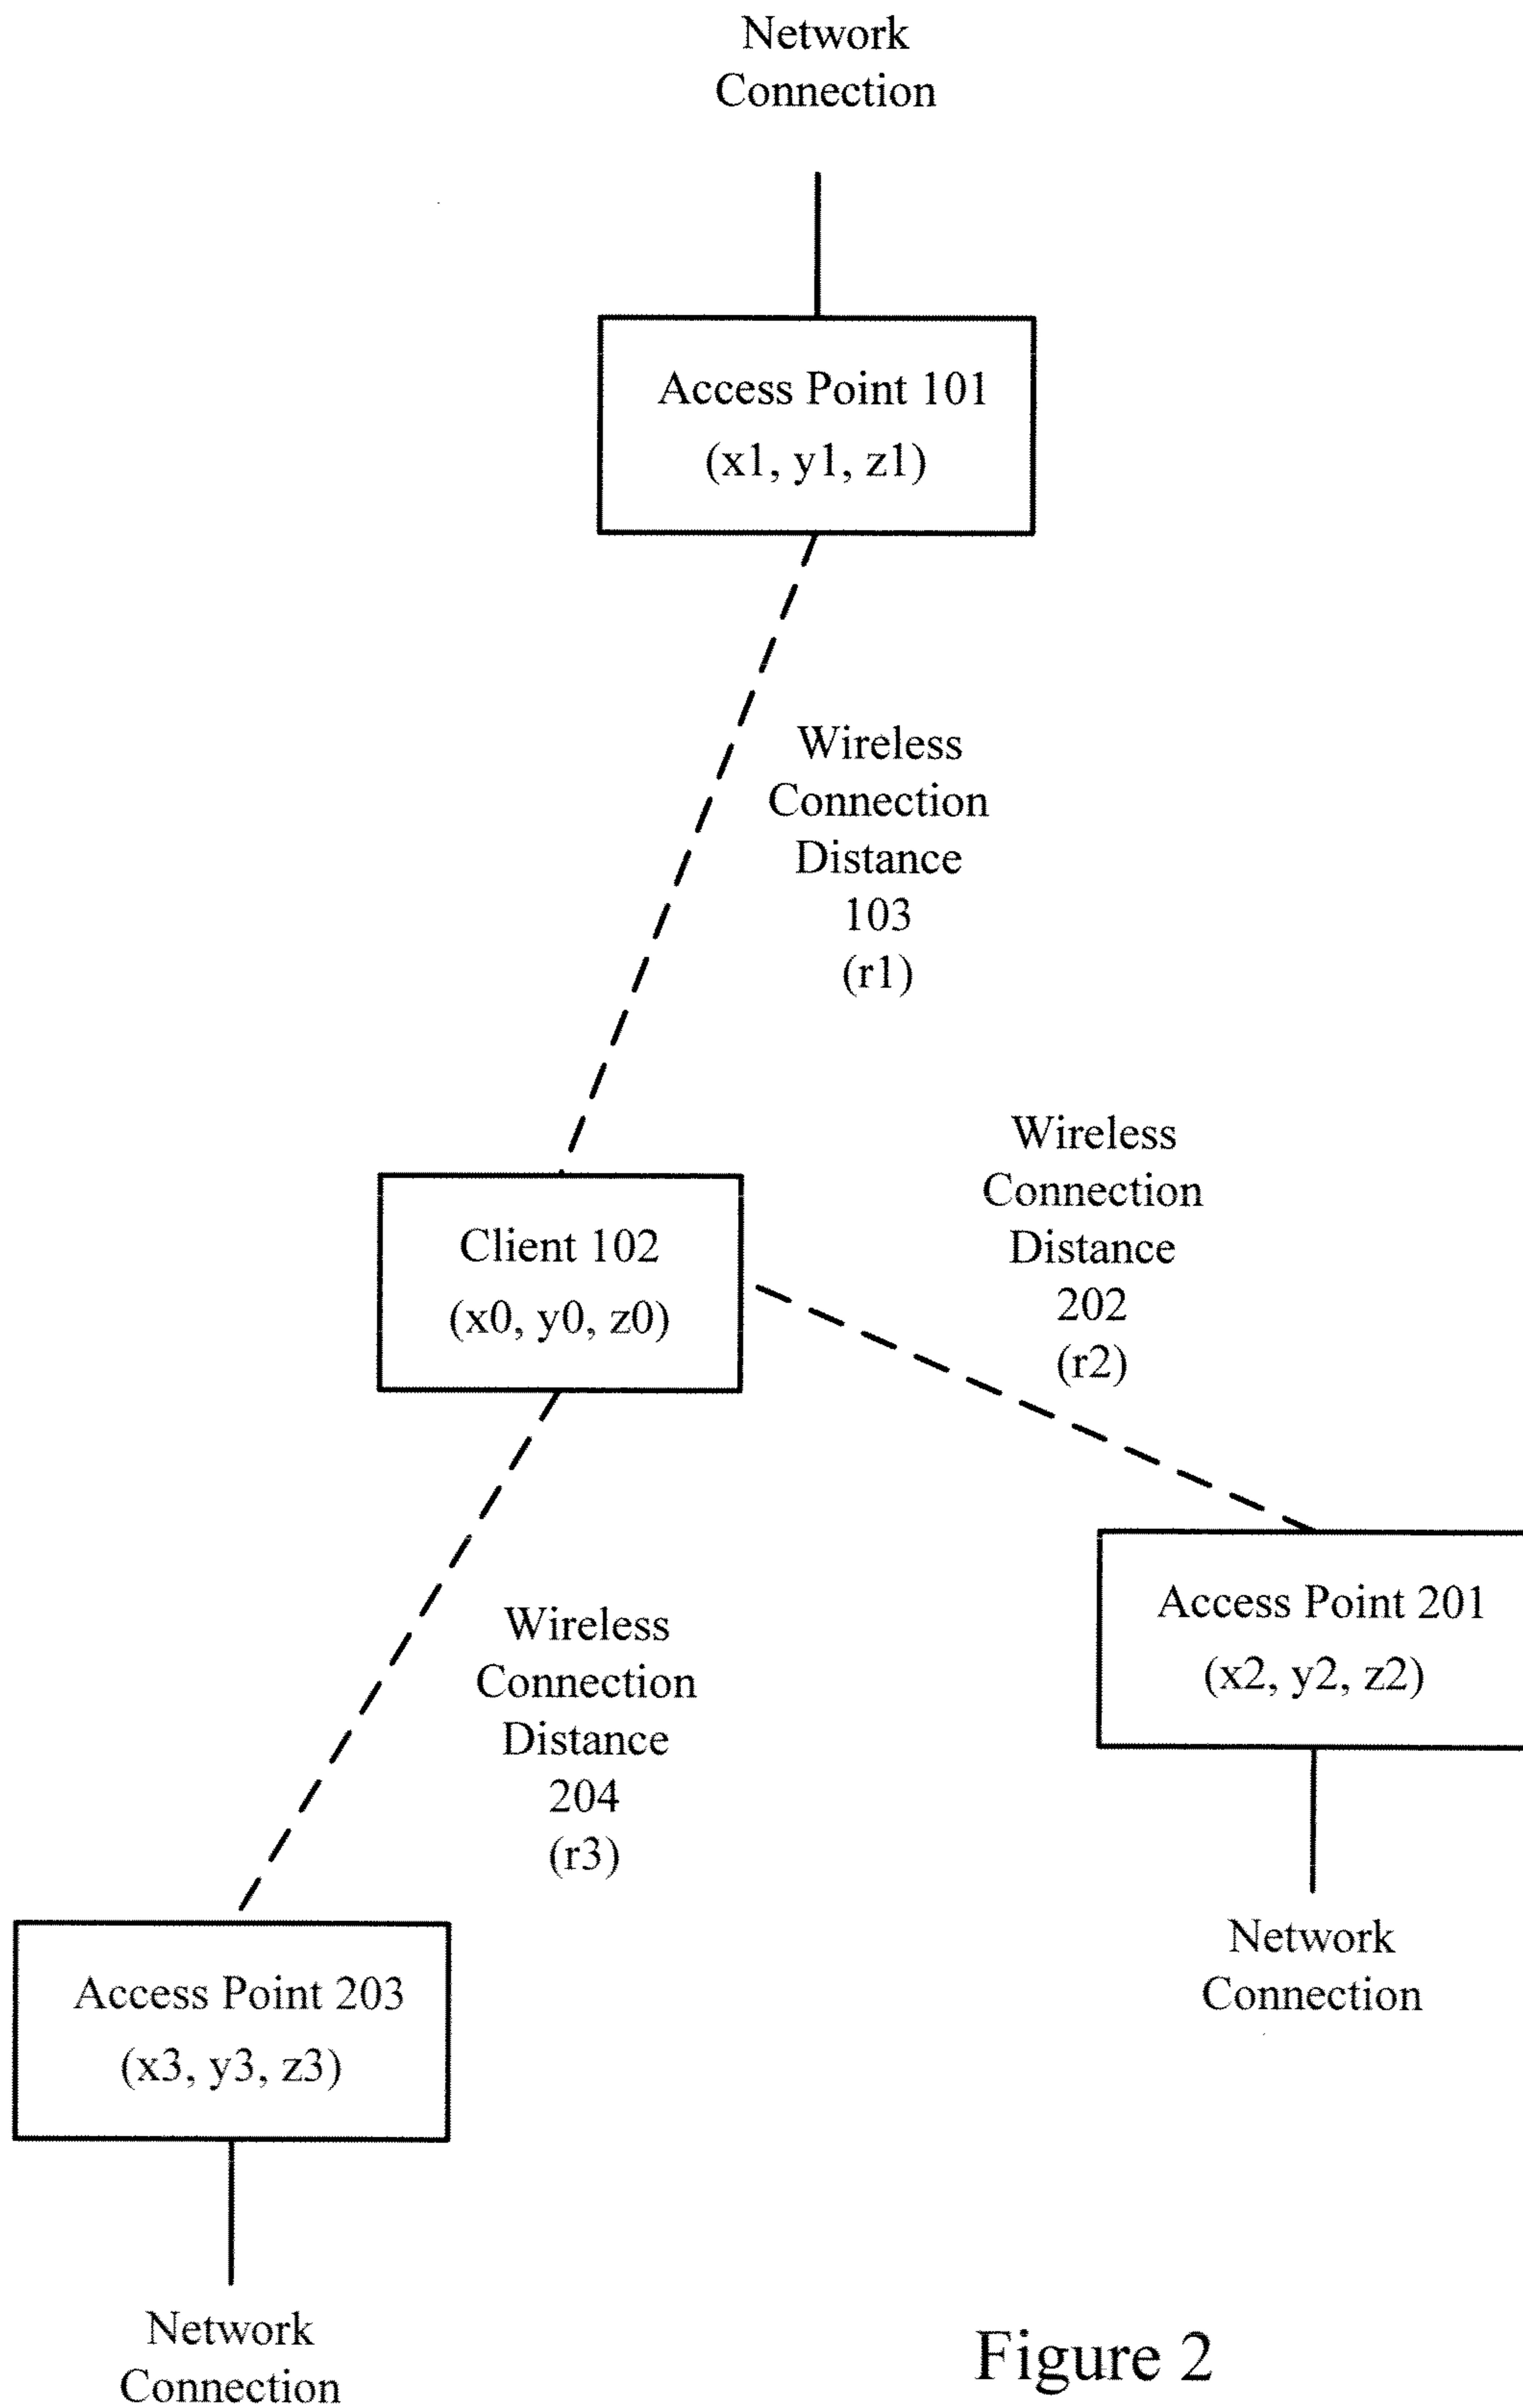 Network
Connection
Access Point 101
(x1, y1, z1)
Wireless
Connection
Distance
103
(r1)
Wireless
Connection
Distance
202
(r2)
Client 102
(x0, y0, z0)
Access Point 201
(x2, y2, z2)
Wireless
Connection
Distance
204
(r3)
Network
Connection
Access Point 203
(x3, y3, z3)
Network
Connection
Figure 2